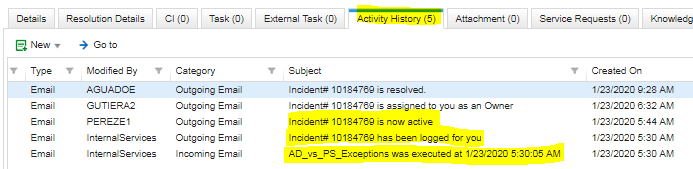 Details Resolution Details CI (0) Task (0) External Task (0) Activity History (5) Attachment (0) Service Requests (0) Knowledg
New Go to
Type Modified By Category Subject Created On
Email AGUADOE Outgoing Email Incident# 10184769 is resolved. 1/23/2020 9:28 AM
Email GUTIERA2 Outgoing Email Incident# 10184769 is assigned to you as an Owner 1/23/2020 6:32 AM
Email PEREZE1 Outgoing Email Incident# 10184769 is now active 1/23/2020 5:44 AM
Email InternalServices Outgoing Email Incident# 10184769 has been logged for you 1/23/2020 5:30 AM
Email InternalServices Incoming Email AD_vs_PS_Exceptions was executed at 1/23/2020 5:30:05 AM 1/23/2020 5:30 AM